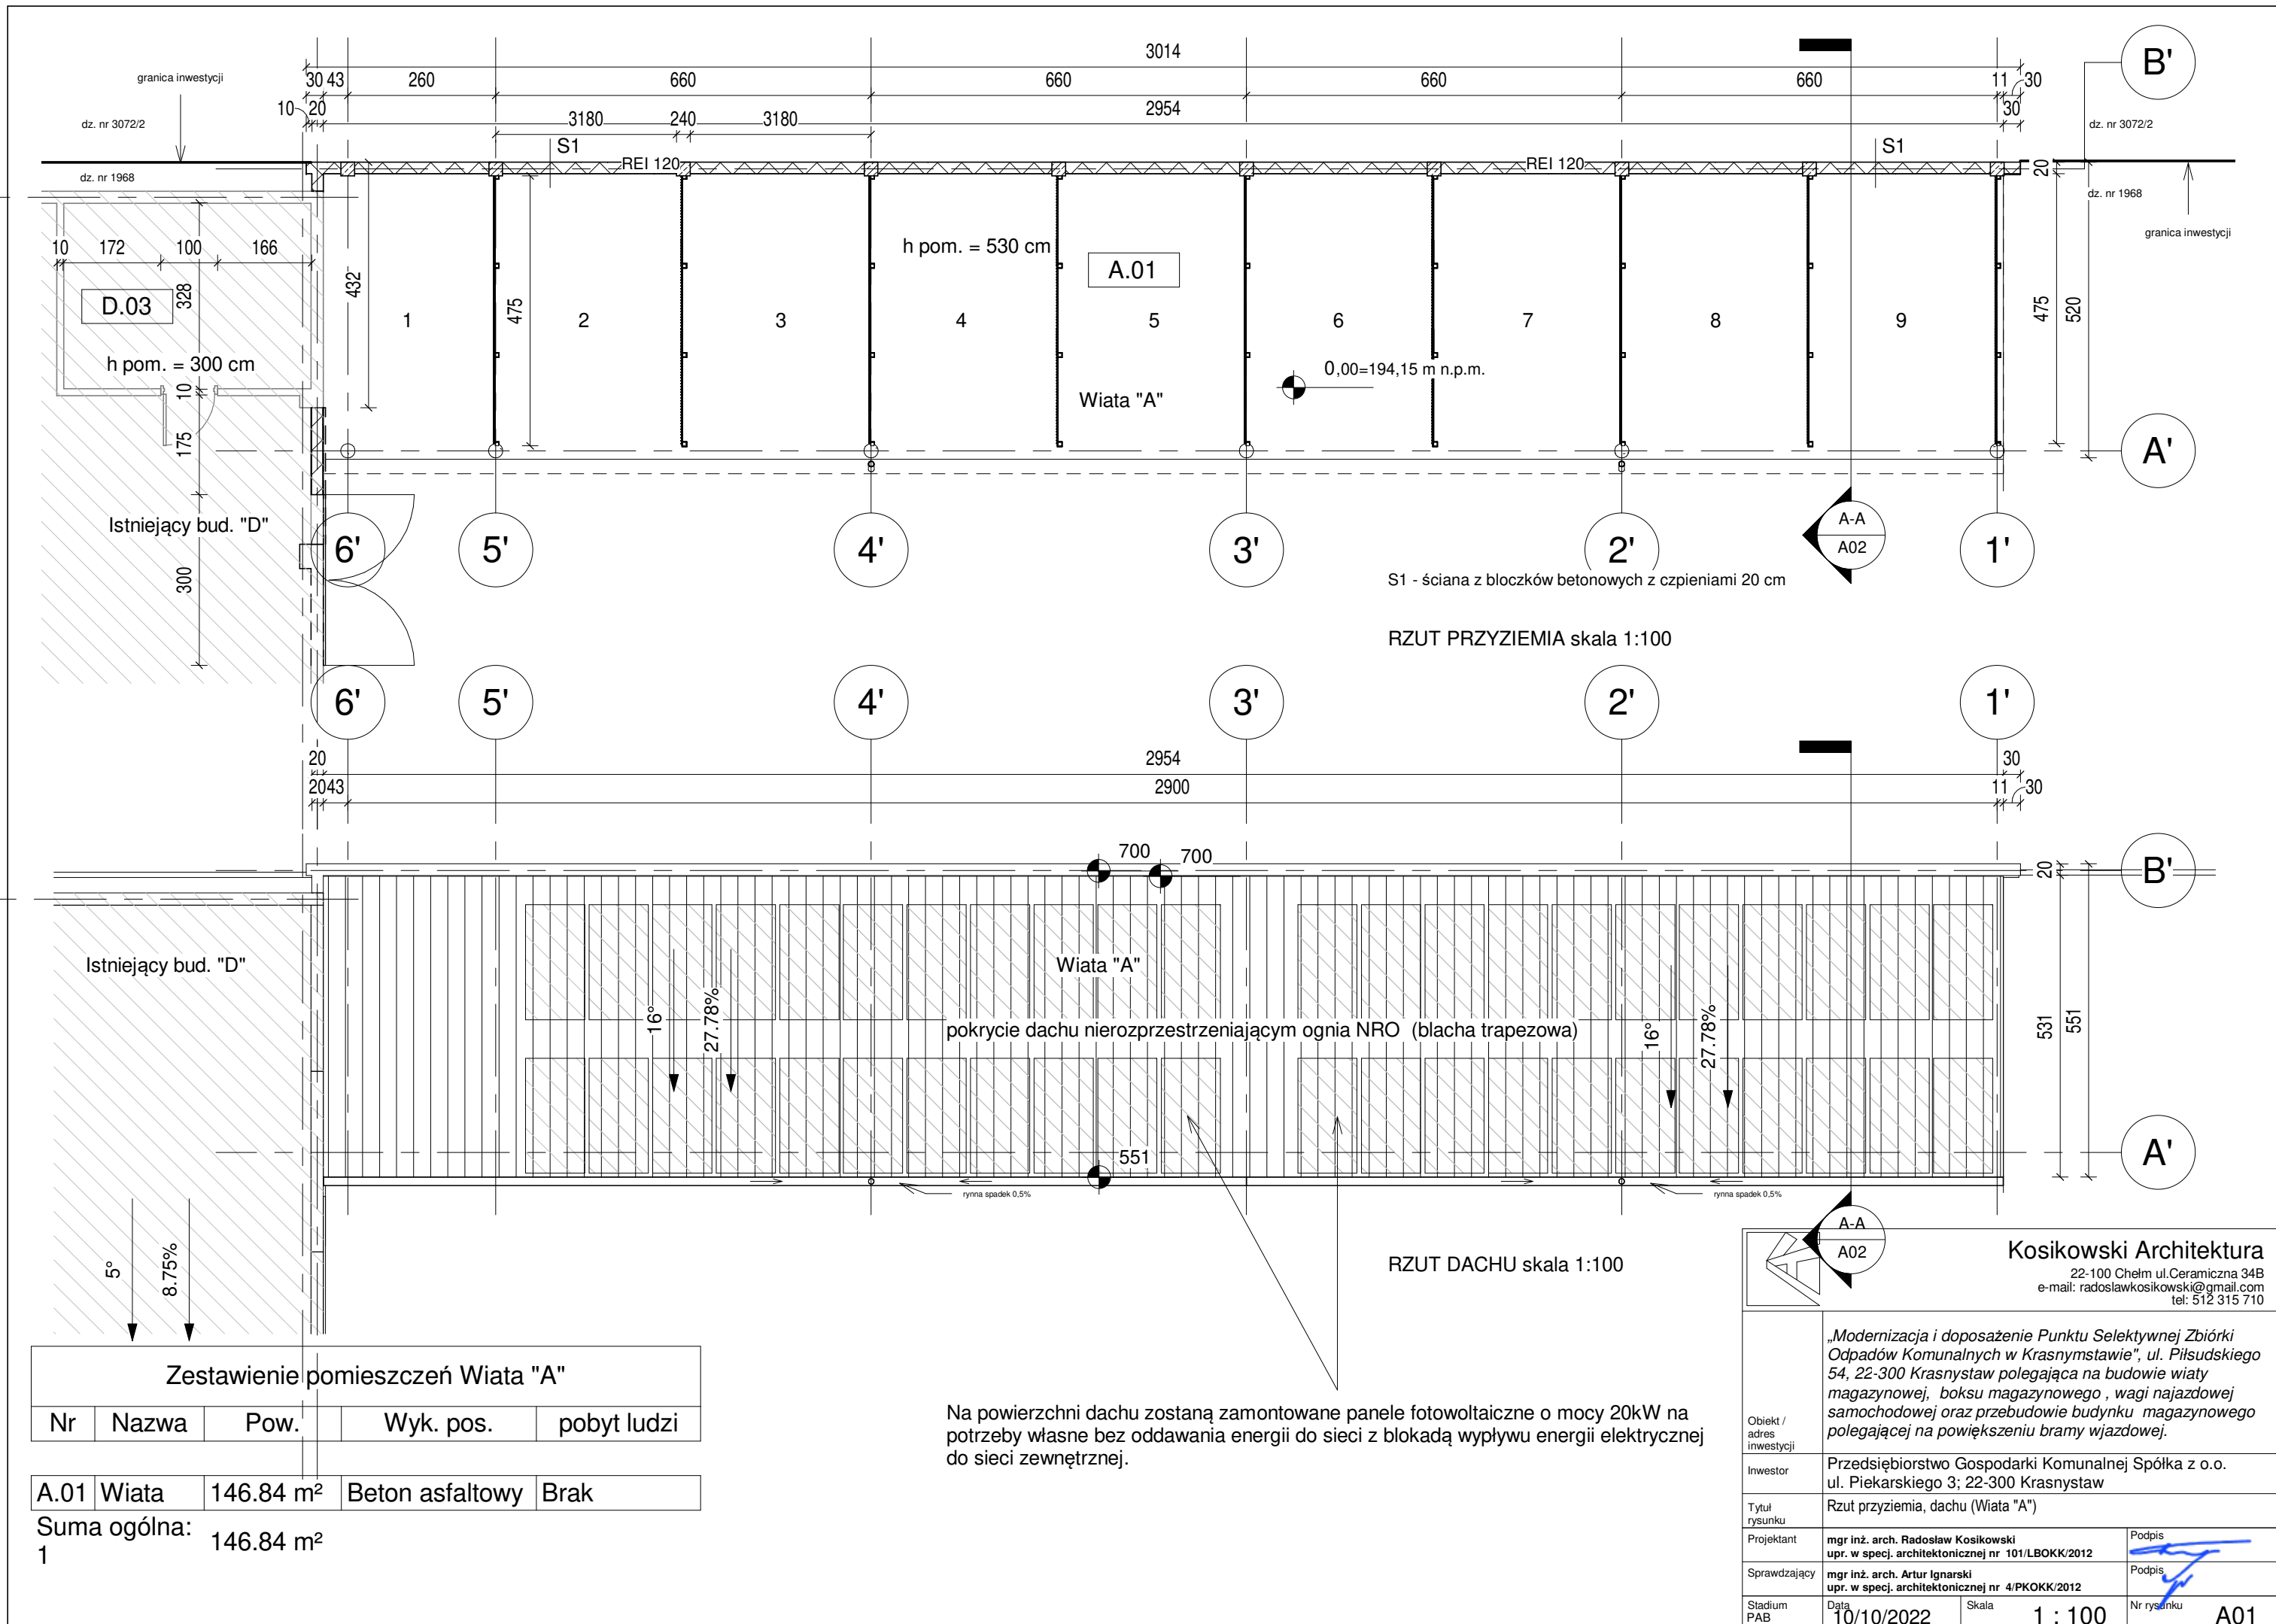 3014
granica inwestycji
30 43 260 660 660 660 660 11 30
10 20 2954 30
3180 240 3180
dz. nr 3072/2
dz. nr 3072/2
B'
S1
S1
REI 120
REI 120
20
dz. nr 1968
dz. nr 1968
granica inwestycji
10 172 100 166
h pom. = 530 cm
A.01
D.03
328
432
475
475
520
1 2 3 4 5 6 7 8 9
h pom. = 300 cm
0,00=194,15 m n.p.m.
10
Wiata "A"
175
A'
Istniejący bud. "D"
A-A
A02
6' 5' 4' 3' 2' 1'
300
S1 - ściana z bloczków betonowych z czpieniami 20 cm
RZUT PRZYZIEMIA skala 1:100
6' 5' 4' 3' 2' 1'
20 2954 30
20 43 2900 11 30
700 700
20
B'
Istniejący bud. "D"
Wiata "A"
16°
27.78%
pokrycie dachu nierozprzestrzeniającym ognia NRO (blacha trapezowa)
16°
27.78%
531
551
551
A'
rynna spadek 0,5%
rynna spadek 0,5%
5°
8.75%
A-A
A02
RZUT DACHU skala 1:100
Zestawienie pomieszczeń Wiata "A"
Nr Nazwa Pow. Wyk. pos. pobyt ludzi
A.01 Wiata 146.84 m² Beton asfaltowy Brak
Suma ogólna:
1 146.84 m²
Na powierzchni dachu zostaną zamontowane panele fotowoltaiczne o mocy 20kW na
potrzeby własne bez oddawania energii do sieci z blokadą wypływu energii elektrycznej
do sieci zewnętrznej.
Kosikowski Architektura
22-100 Chełm ul.Ceramiczna 34B
e-mail: radoslawkosikowski@gmail.com
tel: 512 315 710
Obiekt /
adres
inwestycji
„Modernizacja i doposażenie Punktu Selektywnej Zbiórki
Odpadów Komunalnych w Krasnymstawie", ul. Piłsudskiego
54, 22-300 Krasnystaw polegająca na budowie wiaty
magazynowej, boksu magazynowego , wagi najazdowej
samochodowej oraz przebudowie budynku magazynowego
polegającej na powiększeniu bramy wjazdowej.
Inwestor
Przedsiębiorstwo Gospodarki Komunalnej Spółka z o.o.
ul. Piekarskiego 3; 22-300 Krasnystaw
Tytuł
rysunku
Rzut przyziemia, dachu (Wiata "A")
Projektant
mgr inż. arch. Radosław Kosikowski
upr. w specj. architektonicznej nr 101/LBOKK/2012
Podpis
Sprawdzający
mgr inż. arch. Artur Ignarski
upr. w specj. architektonicznej nr 4/PKOKK/2012
Podpis
Stadium
PAB
Data
10/10/2022
Skala
1 : 100
Nr rysunku
A01